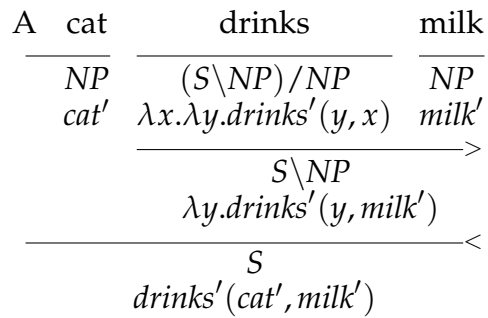 A cat drinks milk
NP (S\NP)/NP NP
cat′ λx.λy.drinks′(y, x) milk′
>
S\NP
λy.drinks′(y, milk′)
<
S
drinks′(cat′, milk′)